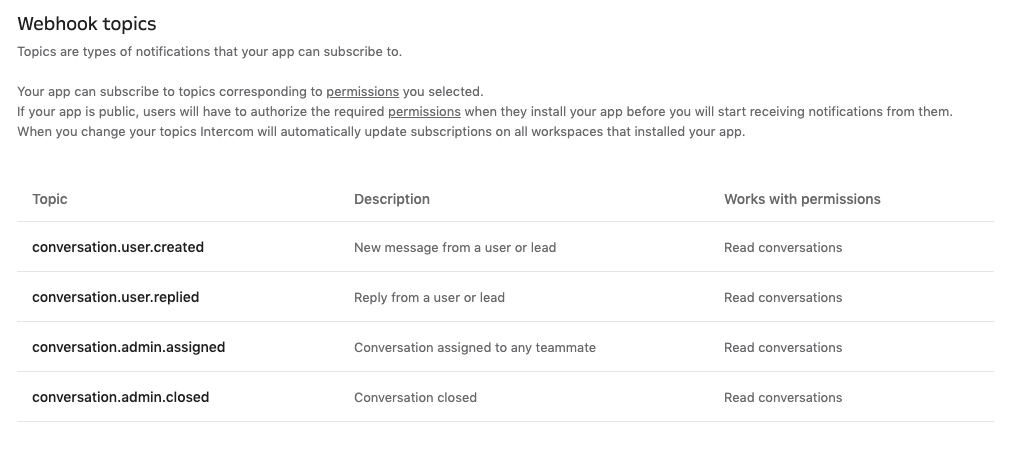 Webhook topics
Topics are types of notifications that your app can subscribe to.
Your app can subscribe to topics corresponding to permissions you selected.
If your app is public, users will have to authorize the required permissions when they install your app before you will start receiving notifications from them.
When you change your topics Intercom will automatically update subscriptions on all workspaces that installed your app.
Topic Description Works with permissions
conversation.user.created New message from a user or lead Read conversations
conversation.user.replied Reply from a user or lead Read conversations
conversation.admin.assigned Conversation assigned to any teammate Read conversations
conversation.admin.closed Conversation closed Read conversations